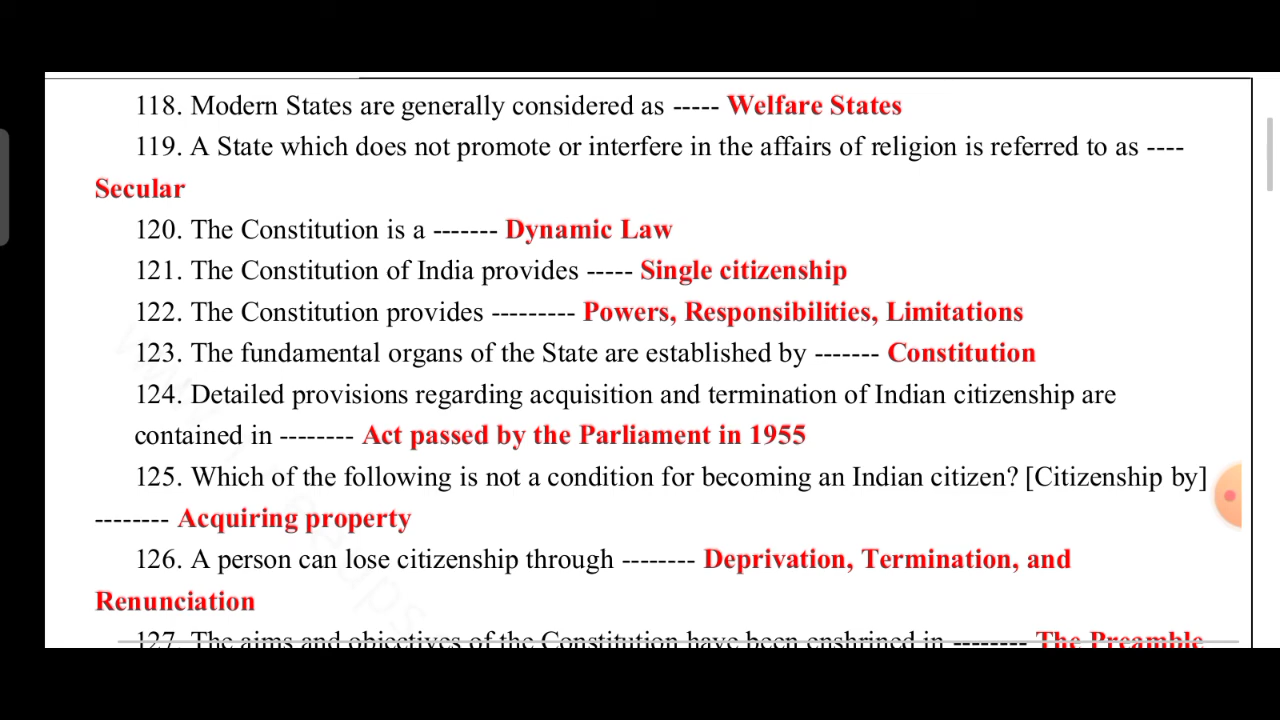 118. Modern States are generally considered as ----- Welfare States
119. A State which does not promote or interfere in the affairs of religion is referred to as ----
Secular
120. The Constitution is a ------- Dynamic Law
121. The Constitution of India provides ----- Single citizenship
122. The Constitution provides --------- Powers, Responsibilities, Limitations
123. The fundamental organs of the State are established by ------- Constitution
124. Detailed provisions regarding acquisition and termination of Indian citizenship are
contained in -------- Act passed by the Parliament in 1955
125. Which of the following is not a condition for becoming an Indian citizen? [Citizenship by]
-------- Acquiring property
126. A person can lose citizenship through -------- Deprivation, Termination, and
Renunciation
127. The aims and objectives of the Constitution have been enshrined in -------- The Preamble